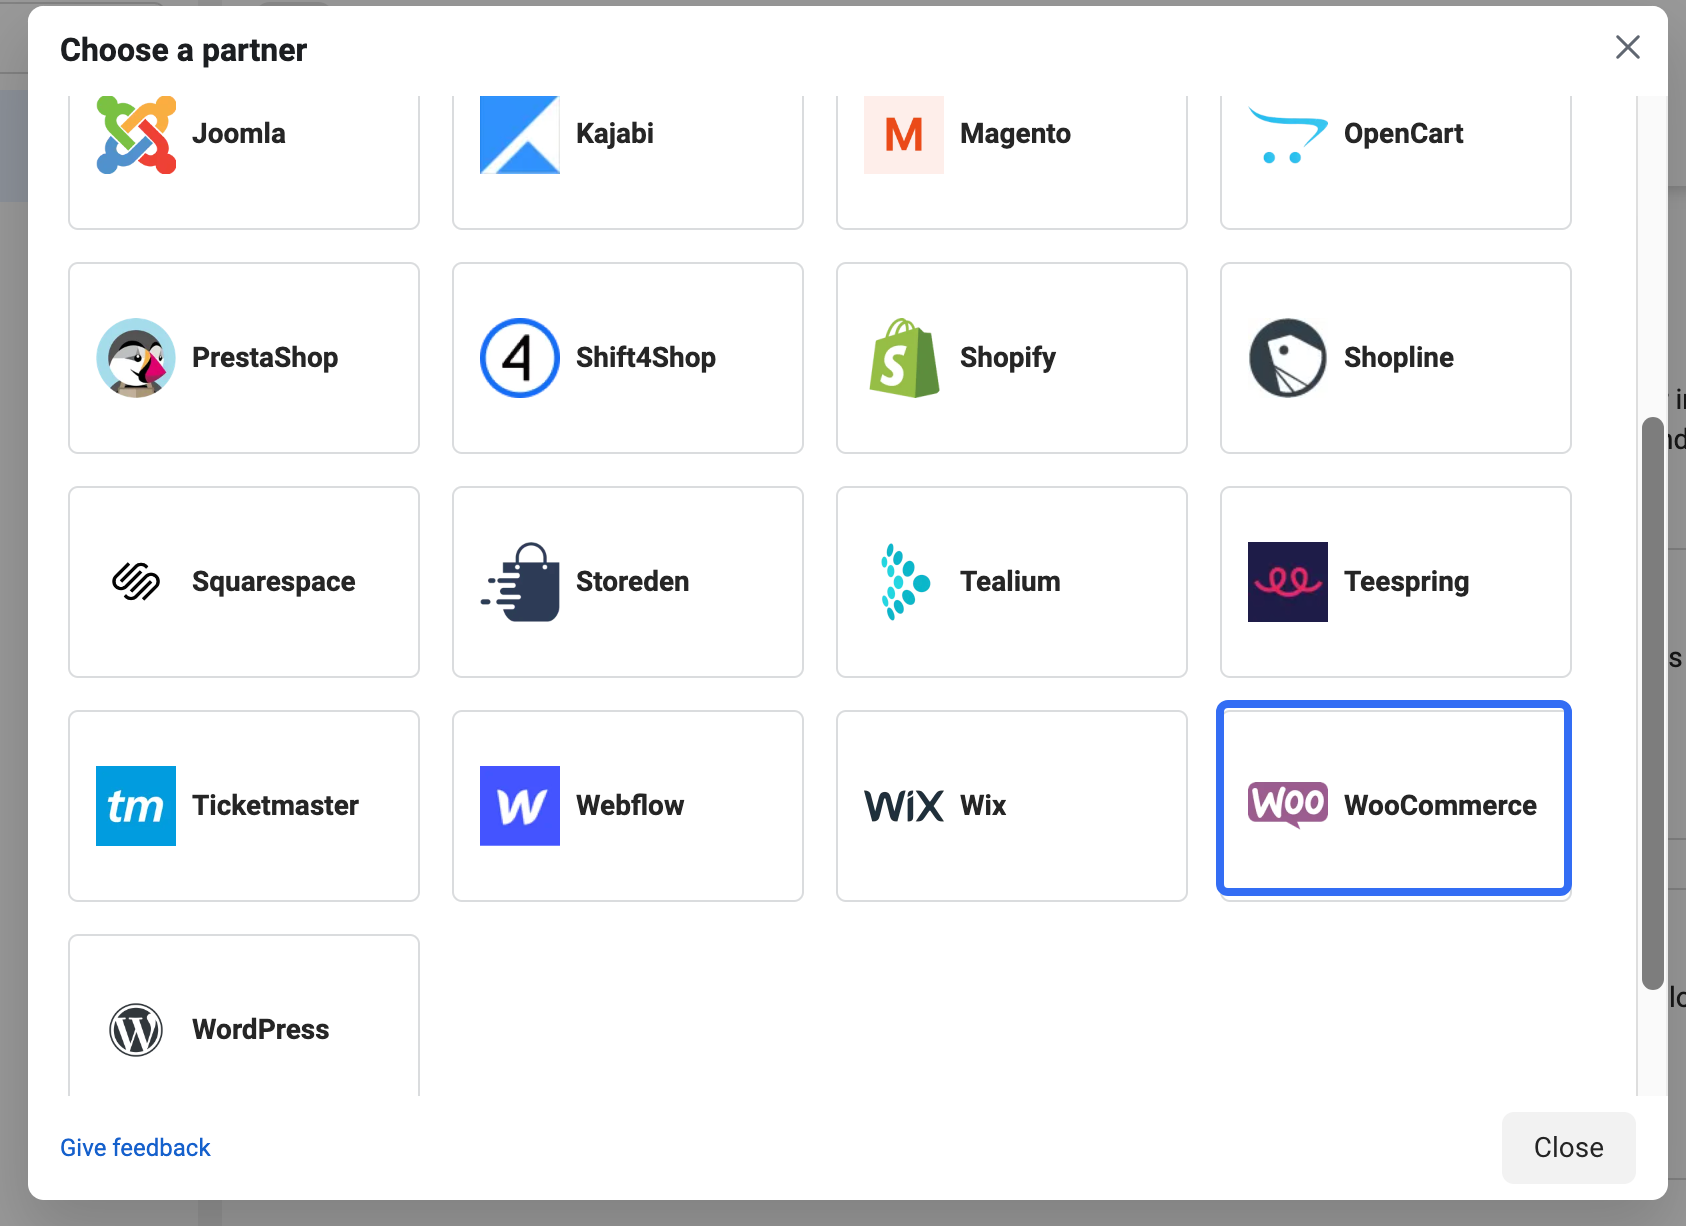 Choose a partner
Joomla
Kajabi
M
Magento
OpenCart
PrestaShop
4
Shift4Shop
S
Shopify
Shopline
Squarespace
Storeden
Tealium
Teespring
tm
Ticketmaster
W
Webflow
WiX
Wix
WOO
WooCommerce
W
WordPress
Give feedback
Close